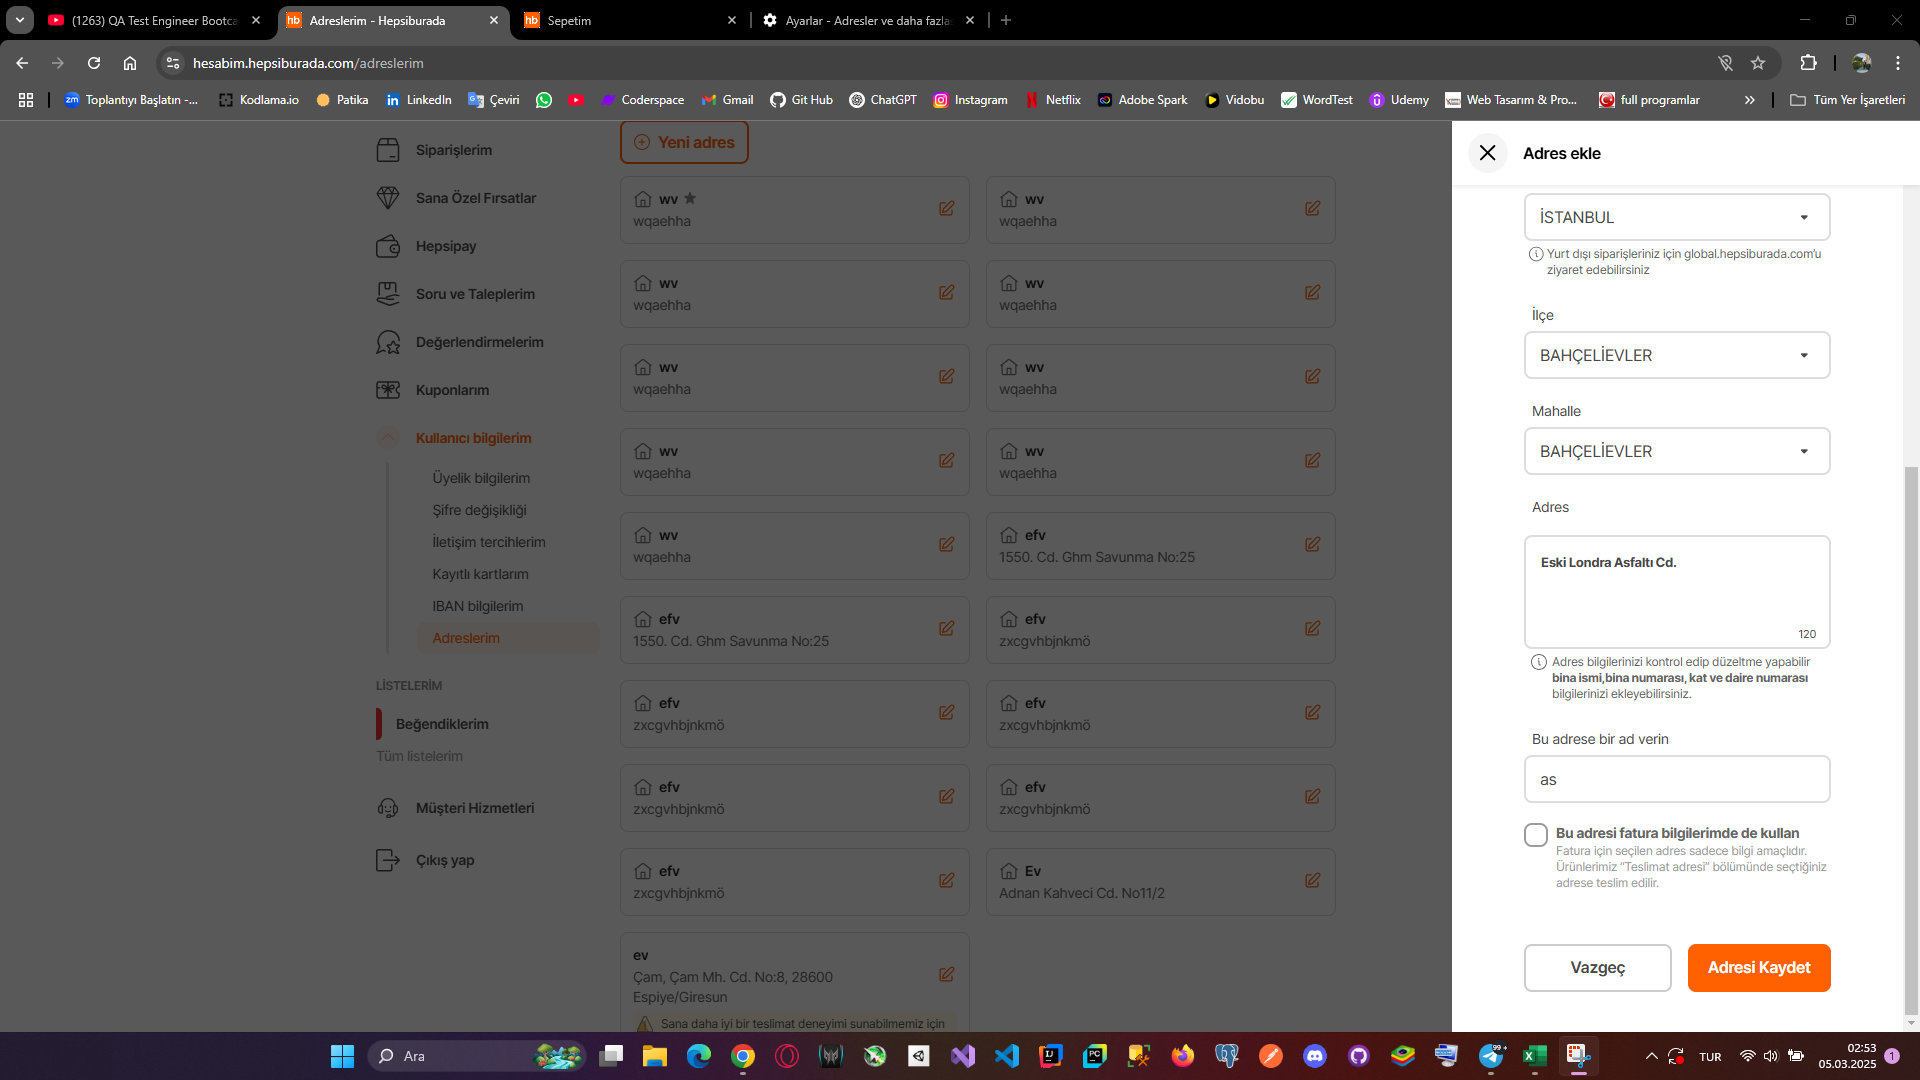 (1263) QA Test Engineer Bootca
Adreslerim - Hepsiburada
Sepetim
Ayarlar - Adresler ve daha fazla
hesabim.hepsiburada.com/adreslerim
Toplantıyı Başlatın -...
Kodlama.io
Patika
LinkedIn
Çeviri
Coderspace
Gmail
Git Hub
ChatGPT
Instagram
Netflix
Adobe Spark
Vidobu
WordTest
Udemy
Web Tasarım & Pro...
full programlar
Tüm Yer İşaretleri
Siparişlerim
Sana Özel Fırsatlar
Hepsipay
Soru ve Taleplerim
Değerlendirmelerim
Kuponlarım
Kullanıcı bilgilerim
Üyelik bilgilerim
Şifre değişikliği
İletişim tercihlerim
Kayıtlı kartlarım
IBAN bilgilerim
Adreslerim
LİSTELERİM
Beğendiklerim
Tüm listelerim
Müşteri Hizmetleri
Çıkış yap
Yeni adres
wv
wqaehha
wv
wqaehha
wv
wqaehha
wv
wqaehha
wv
wqaehha
wv
wqaehha
wv
wqaehha
wv
wqaehha
wv
wqaehha
efv
1550. Cd. Ghm Savunma No:25
efv
1550. Cd. Ghm Savunma No:25
efv
zxcgvhbjnkmö
efv
zxcgvhbjnkmö
efv
zxcgvhbjnkmö
efv
zxcgvhbjnkmö
efv
zxcgvhbjnkmö
efv
zxcgvhbjnkmö
Ev
Adnan Kahveci Cd. No11/2
ev
Çam, Çam Mh. Cd. No:8, 28600
Espiye/Giresun
Sana daha iyi bir teslimat deneyimi sunabilmemiz için
Adres ekle
İSTANBUL
Yurt dışı siparişleriniz için global.hepsiburada.com'u
ziyaret edebilirsiniz
İlçe
BAHÇELİEVLER
Mahalle
BAHÇELİEVLER
Adres
Eski Londra Asfaltı Cd.
120
Adres bilgilerinizi kontrol edip düzeltme yapabilir
bina ismi,bina numarası, kat ve daire numarası
bilgilerinizi ekleyebilirsiniz.
Bu adrese bir ad verin
as
Bu adresi fatura bilgilerimde de kullan
Fatura için seçilen adres sadece bilgi amaçlıdır.
Ürünlerimiz “Teslimat adresi” bölümünde seçtiğiniz
adrese teslim edilir.
Vazgeç
Adresi Kaydet
Ara
99+
TUR
02:53
05.03.2025
1